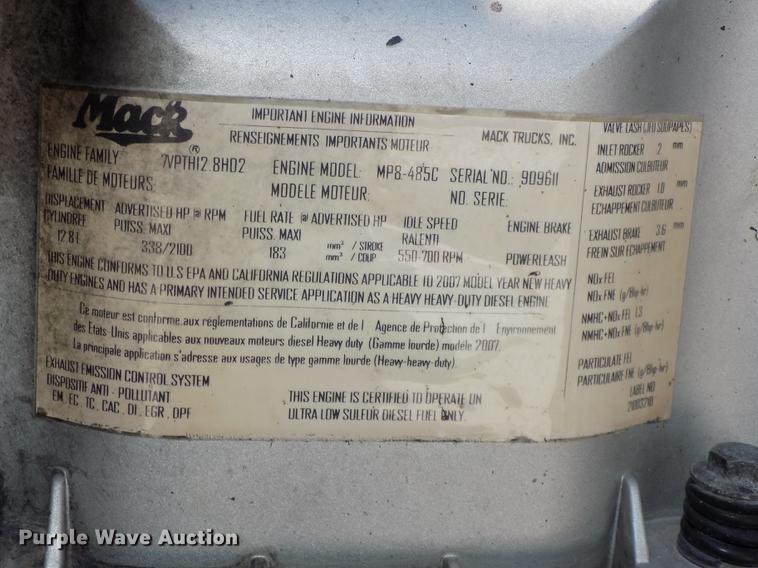 Mack®
IMPORTANT ENGINE INFORMATION
RENSEIGNEMENTS IMPORTANTS MOTEUR
MACK TRUCKS, INC.
ENGINE FAMILY 7VPTH12.8H02 ENGINE MODEL: MP8-485C SERIAL NO.: 909611
FAMILLE DE MOTEURS: MODELE MOTEUR: NO. SERIE:
DISPLACEMENT ADVERTISED HP @ RPM FUEL RATE @ ADVERTISED HP IDLE SPEED ENGINE BRAKE
CYLINDREE PUISS. MAXI PUISS. MAXI RALENTI
12.8 L 338/2100 183 mm³ / STROKE mm³ / COUP 550-700 RPM POWERLEASH
THIS ENGINE CONFORMS TO U.S EPA AND CALIFORNIA REGULATIONS APPLICABLE TO 2007 MODEL YEAR NEW HEAVY
DUTY ENGINES AND HAS A PRIMARY INTENDED SERVICE APPLICATION AS A HEAVY HEAVY-DUTY DIESEL ENGINE
Ce moteur est conforme aux réglementations de Californie et de l Agence de Protection de l Environnement
des Etats-Unis applicables aux nouveaux moteurs diesel Heavy duty (Gamme lourde) modèle 2007.
La principale application s'adresse aux usages de type gamme lourde (Heavy-heavy-duty).
EXHAUST EMISSION CONTROL SYSTEM
DISPOSITIF ANTI - POLLUTANT
EM, EC, TC, CAC, DI, EGR, DPF
THIS ENGINE IS CERTIFIED TO OPERATE ON
ULTRA LOW SULFUR DIESEL FUEL ONLY.
VALVE LASH (JEU SOUPAPES)
INLET ROCKER 2 mm
ADMISSION CULBUTEUR
EXHAUST ROCKER 1.0 mm
ECHAPPEMENT CULBUTEUR
EXHAUST BRAKE 3.6 mm
FREIN SUR ECHAPPEMENT
NOx FEL
NOx FNE (g/Bhp-hr)
NMHC+NOx FEL 1.3
NMHC+NOx FNE (g/Bhp-hr)
PARTICULATE FEL
PARTICULAIRE FNE (g/Bhp-hr)
LABEL NO
21003210
Purple Wave Auction